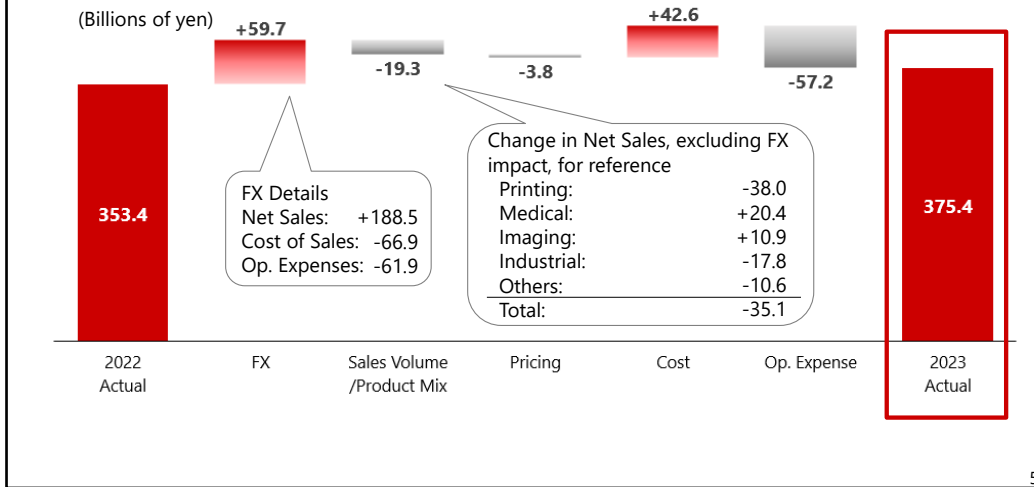 (Billions of yen)
+59.7
-19.3
-3.8
+42.6
-57.2
353.4
375.4
FX Details
Net Sales: +188.5
Cost of Sales: -66.9
Op. Expenses: -61.9
Change in Net Sales, excluding FX
impact, for reference
Printing: -38.0
Medical: +20.4
Imaging: +10.9
Industrial: -17.8
Others: -10.6
Total: -35.1
2022
Actual
FX
Sales Volume
/Product Mix
Pricing
Cost
Op. Expense
2023
Actual